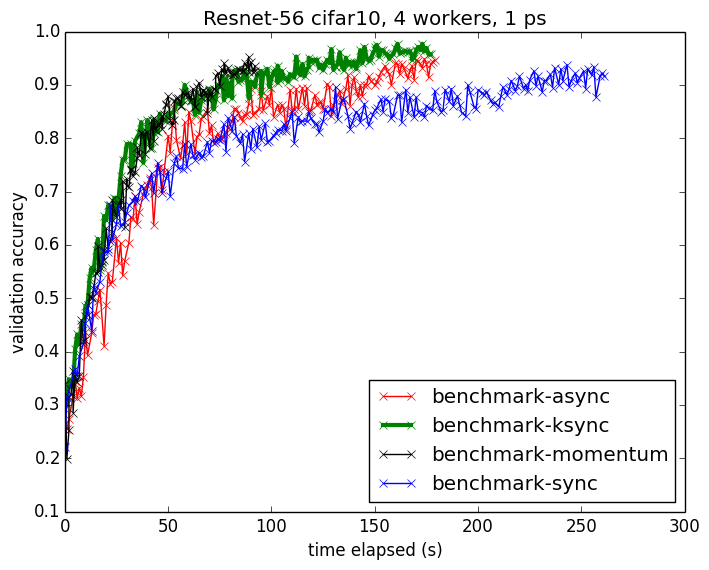 Resnet-56 cifar10, 4 workers, 1 ps
1.0
0.9
0.8
0.7
0.6
0.5
0.4
0.3
0.2
0.1
validation accuracy
benchmark-async
benchmark-ksync
benchmark-momentum
benchmark-sync
0 50 100 150 200 250 300
time elapsed (s)